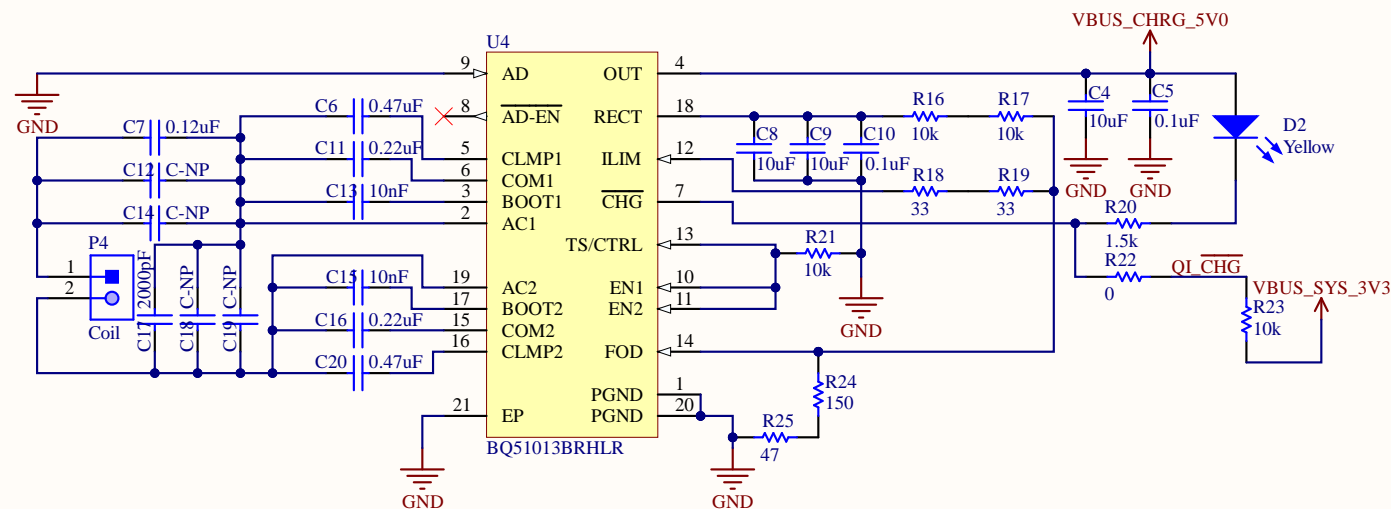 VBUS_CHRG_5V0
U4
9 AD OUT 4
8 AD-EN RECT 18
5 CLMP1 ILIM 12
6 COM1
3 BOOT1 CHG 7
2 AC1
TS/CTRL 13
19 AC2 EN1 10
17 BOOT2 EN2 11
15 COM2
16 CLMP2 FOD 14
PGND 1
21 EP PGND 20
BQ51013BRHLR
GND
C6 0.47uF
C7 0.12uF
C11 0.22uF
C12 C-NP
C13 10nF
C14 C-NP
P4
1
2
Coil
C17 2000pF
C18 C-NP
C19 C-NP
C15 10nF
C16 0.22uF
C20 0.47uF
GND
R16
10k
R17
10k
C8
10uF
C9
10uF
C10
0.1uF
R18
33
R19
33
R21
10k
GND
C4
10uF
GND
C5
0.1uF
GND
D2
Yellow
R20
1.5k
R22
0
QI_CHG
VBUS_SYS_3V3
R23
10k
R24
150
R25
47
GND